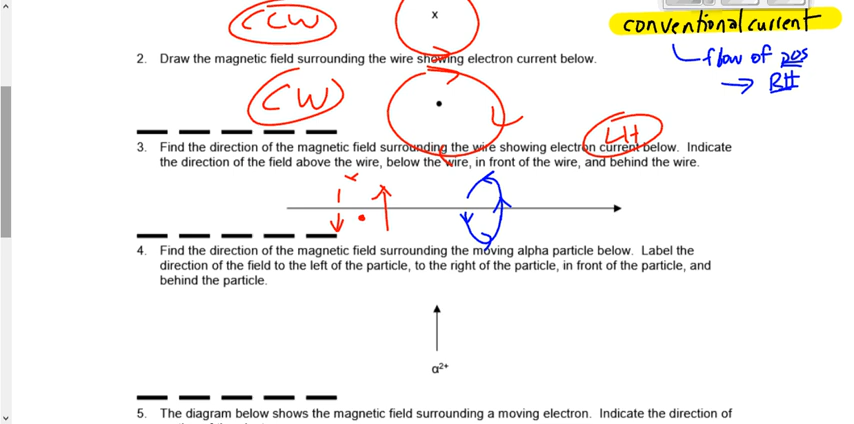 CCW
x
conventional current
flow of pos
→ RH
2. Draw the magnetic field surrounding the wire showing electron current below.
CW
LH
3. Find the direction of the magnetic field surrounding the wire showing electron current below. Indicate
the direction of the field above the wire, below the wire, in front of the wire, and behind the wire.
x
4. Find the direction of the magnetic field surrounding the moving alpha particle below. Label the
direction of the field to the left of the particle, to the right of the particle, in front of the particle, and
behind the particle.
α²⁺
5. The diagram below shows the magnetic field surrounding a moving electron. Indicate the direction of